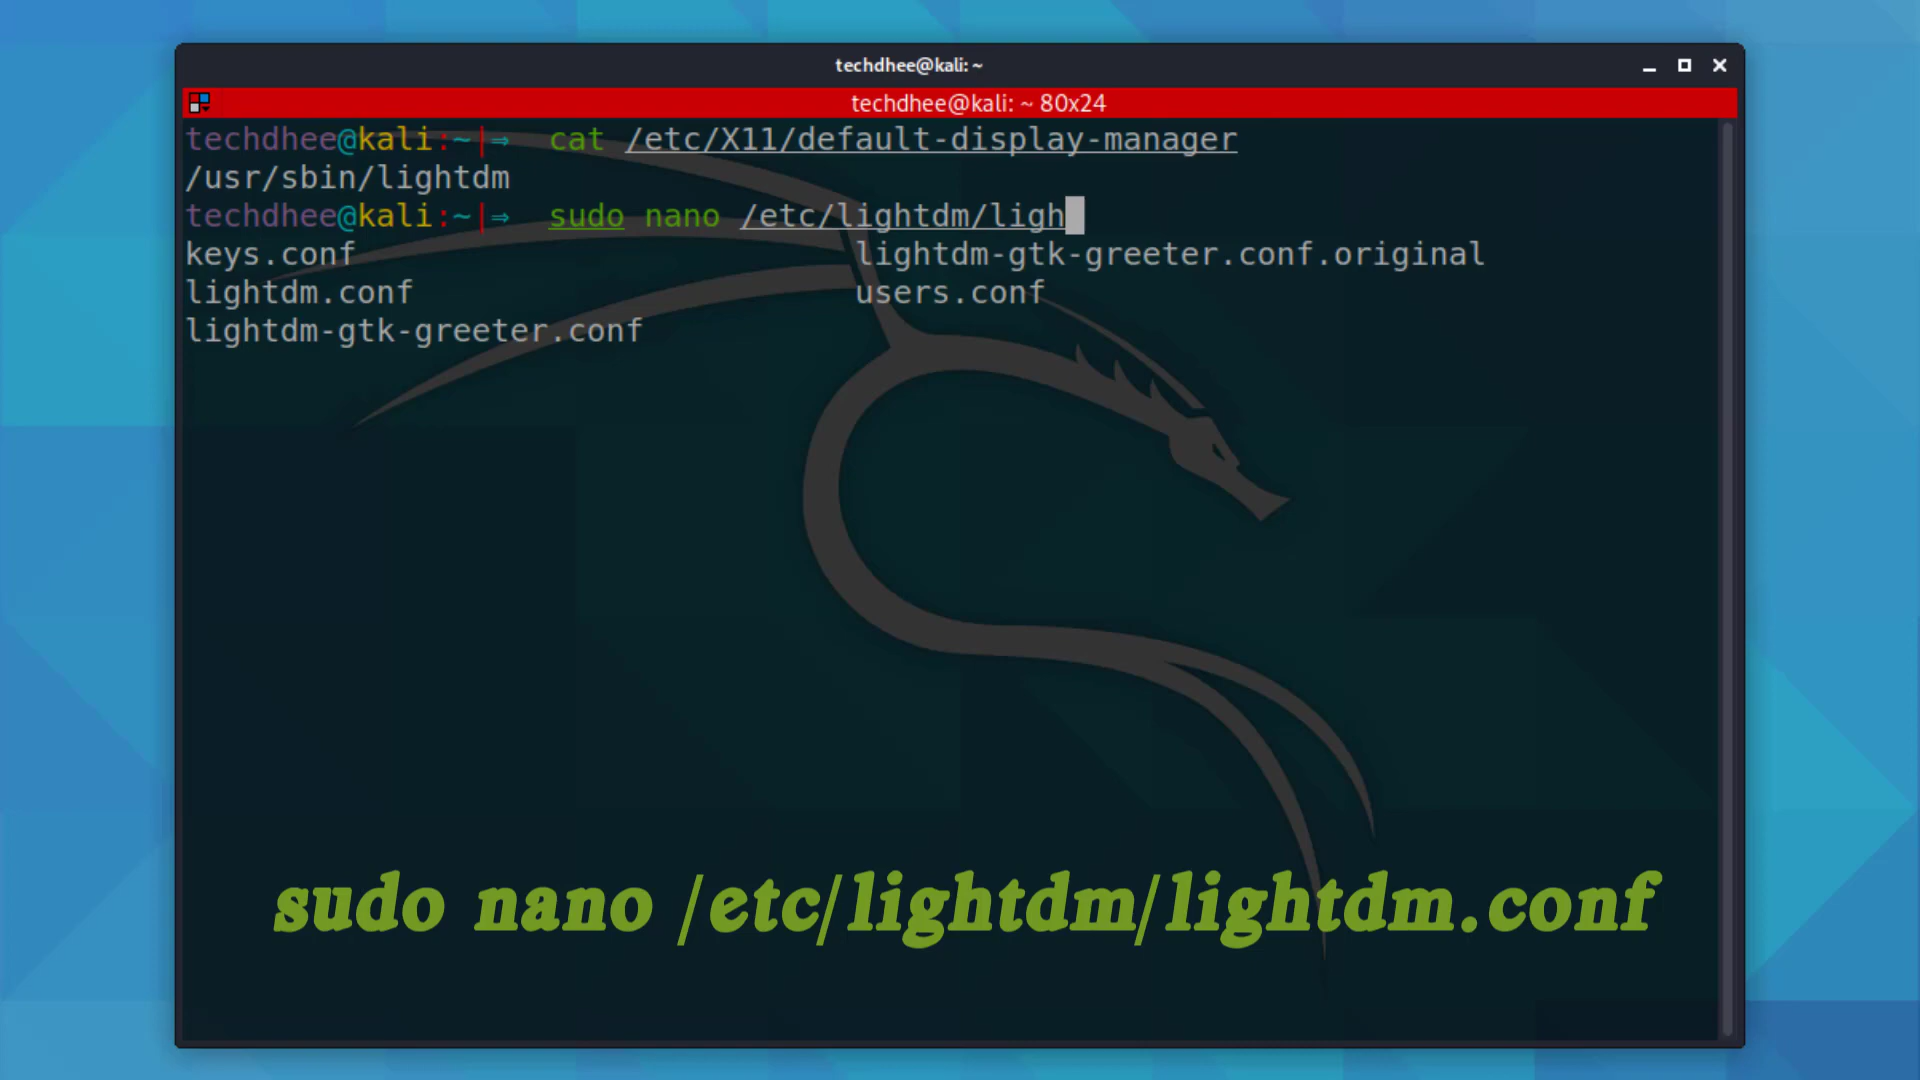 techdhee@kali: ~
techdhee@kali: ~ 80x24
techdhee@kali:~|⇒ cat /etc/X11/default-display-manager
/usr/sbin/lightdm
techdhee@kali:~|⇒ sudo nano /etc/lightdm/ligh
keys.conf lightdm-gtk-greeter.conf.original
lightdm.conf users.conf
lightdm-gtk-greeter.conf
sudo nano /etc/lightdm/lightdm.conf